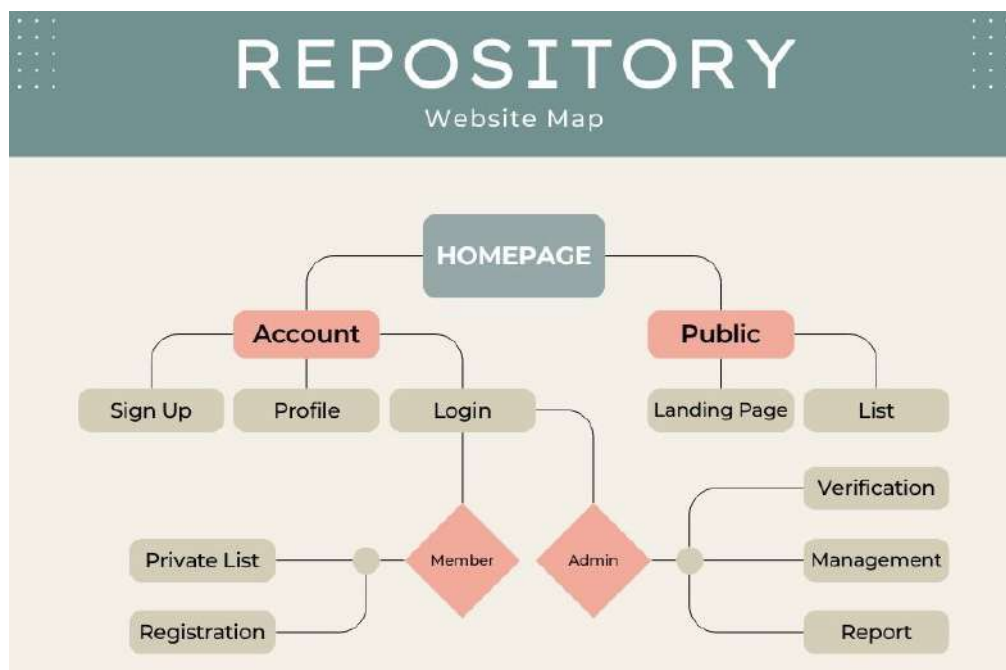 REPOSITORY
Website Map
HOMEPAGE
Account
Public
Sign Up
Profile
Login
Landing Page
List
Verification
Private List
Member
Admin
Management
Registration
Report